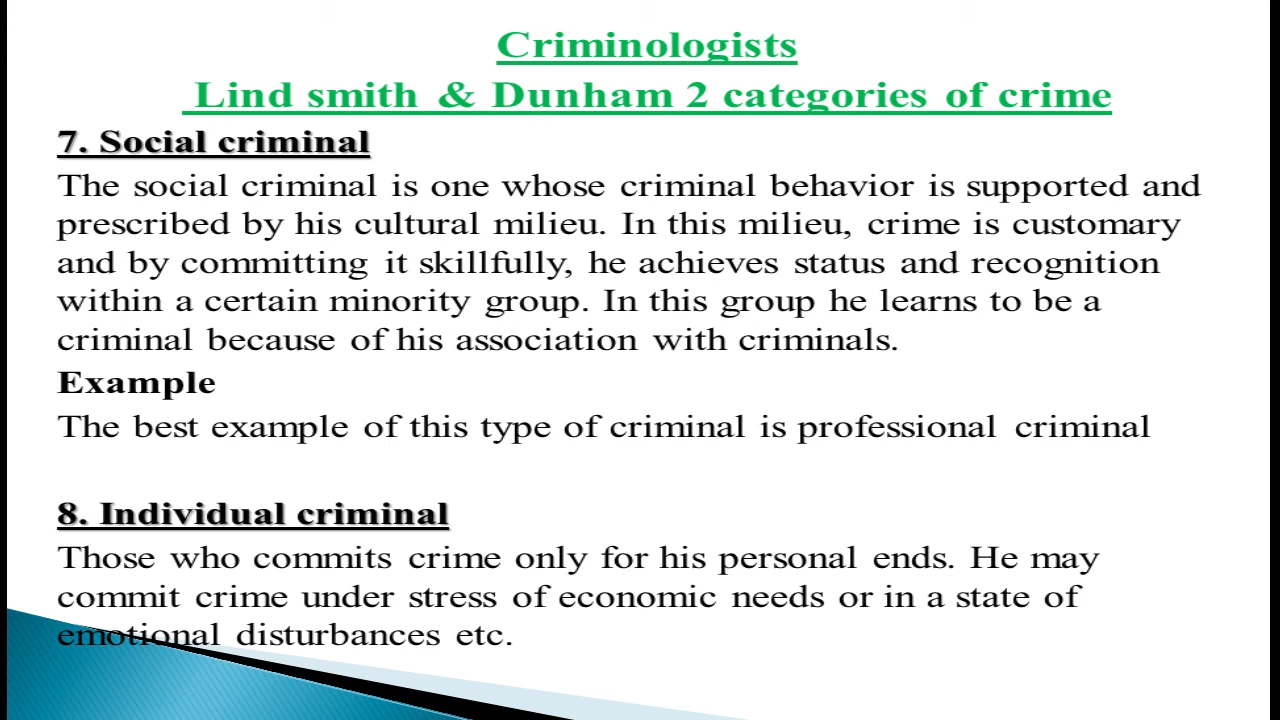 Criminologists
Lind smith & Dunham 2 categories of crime
7. Social criminal
The social criminal is one whose criminal behavior is supported and
prescribed by his cultural milieu. In this milieu, crime is customary
and by committing it skillfully, he achieves status and recognition
within a certain minority group. In this group he learns to be a
criminal because of his association with criminals.
Example
The best example of this type of criminal is professional criminal
8. Individual criminal
Those who commits crime only for his personal ends. He may
commit crime under stress of economic needs or in a state of
emotional disturbances etc.